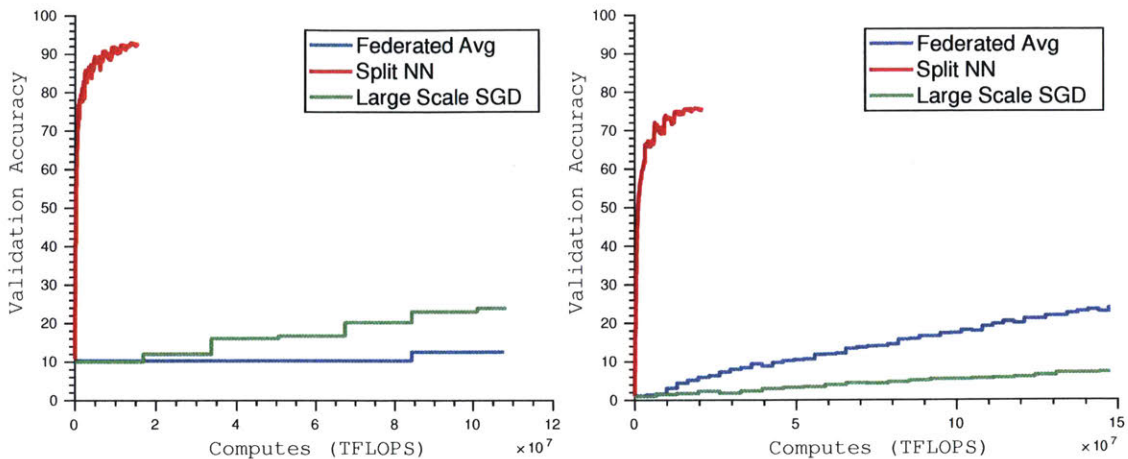 100
90
80
70
60
50
40
30
20
10
0
Validation Accuracy
Federated Avg
Split NN
Large Scale SGD
0 2 4 6 8 10 12
Computes (TFLOPS) ×10⁷
100
90
80
70
60
50
40
30
20
10
0
Validation Accuracy
Federated Avg
Split NN
Large Scale SGD
0 5 10 15
Computes (TFLOPS) ×10⁷